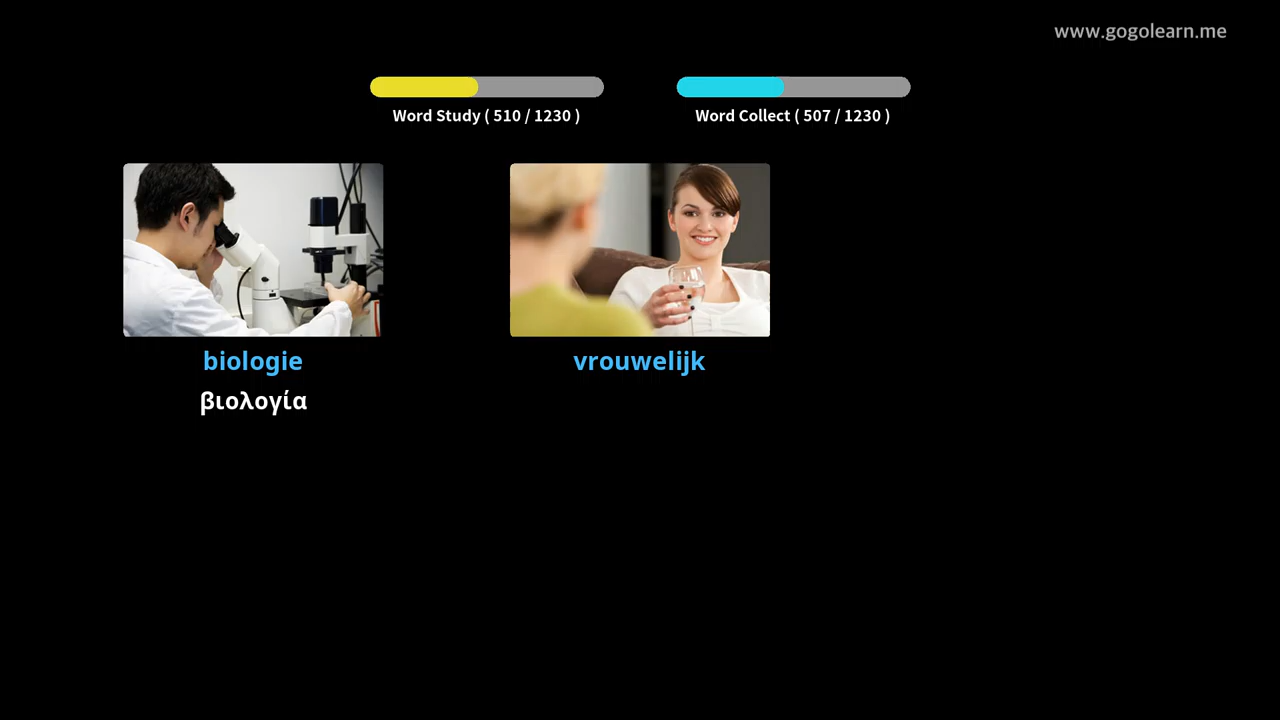 www.gogolearn.me
Word Study ( 510 / 1230 )
Word Collect ( 507 / 1230 )
biologie
vrouwelijk
βιολογία